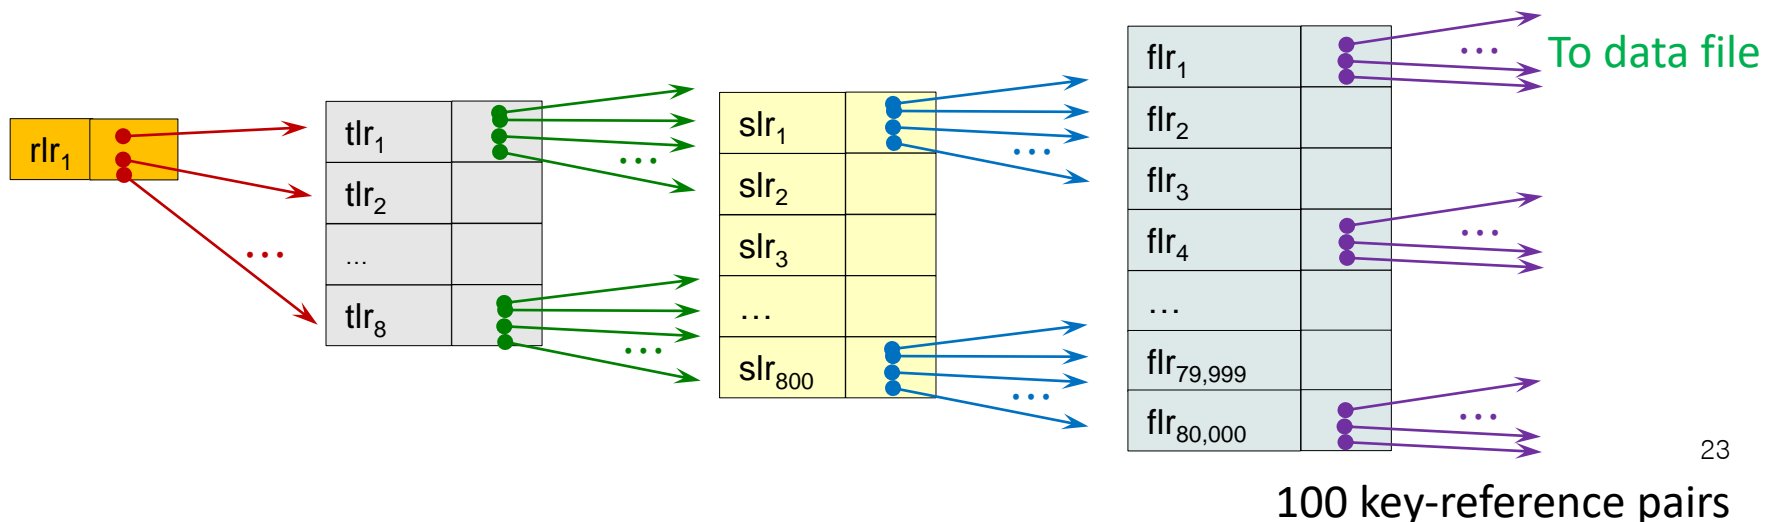 rlr₁
tlr₁
tlr₂
...
tlr₈
slr₁
slr₂
slr₃
...
slr₈₀₀
flr₁
flr₂
flr₃
flr₄
...
flr₇₉,₉₉₉
flr₈₀,₀₀₀
To data file
23
100 key-reference pairs